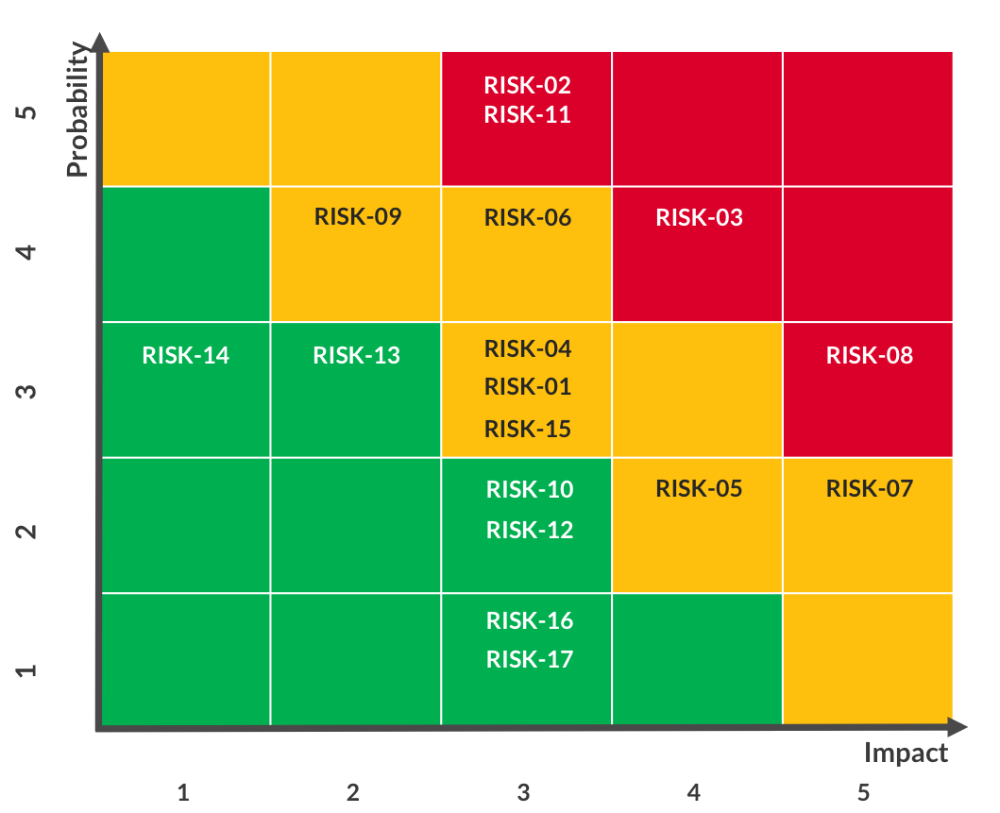 Probability
5
RISK-02
RISK-11
4
RISK-09
RISK-06
RISK-03
3
RISK-14
RISK-13
RISK-04
RISK-01
RISK-15
RISK-08
2
RISK-10
RISK-12
RISK-05
RISK-07
1
RISK-16
RISK-17
Impact
1
2
3
4
5